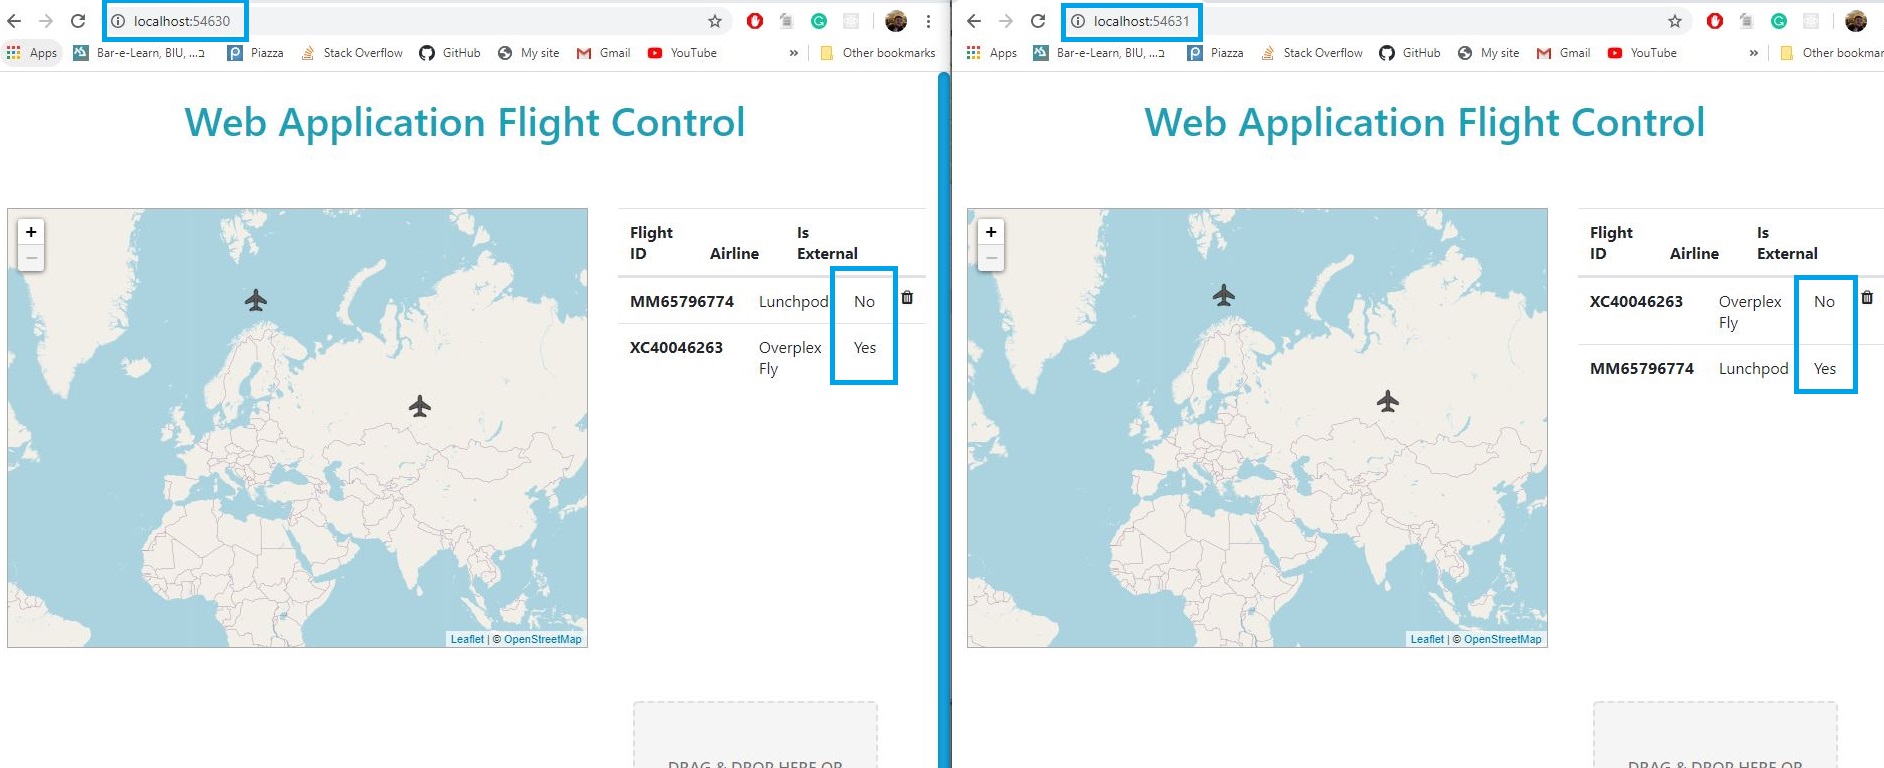 localhost:54630
Apps
Bar-e-Learn, BIU, ...ב
Piazza
Stack Overflow
GitHub
My site
Gmail
YouTube
»
Other bookmarks
Web Application Flight Control
+
−
Flight ID
Airline
Is External
MM65796774
Lunchpod
No
XC40046263
Overplex Fly
Yes
Leaflet | © OpenStreetMap
DRAG & DROP HERE OR
localhost:54631
Apps
Bar-e-Learn, BIU, ...ב
Piazza
Stack Overflow
GitHub
My site
Gmail
YouTube
»
Other bookmar
Web Application Flight Control
+
−
Flight ID
Airline
Is External
XC40046263
Overplex Fly
No
MM65796774
Lunchpod
Yes
Leaflet | © OpenStreetMap
DRAG & DROP HERE OR